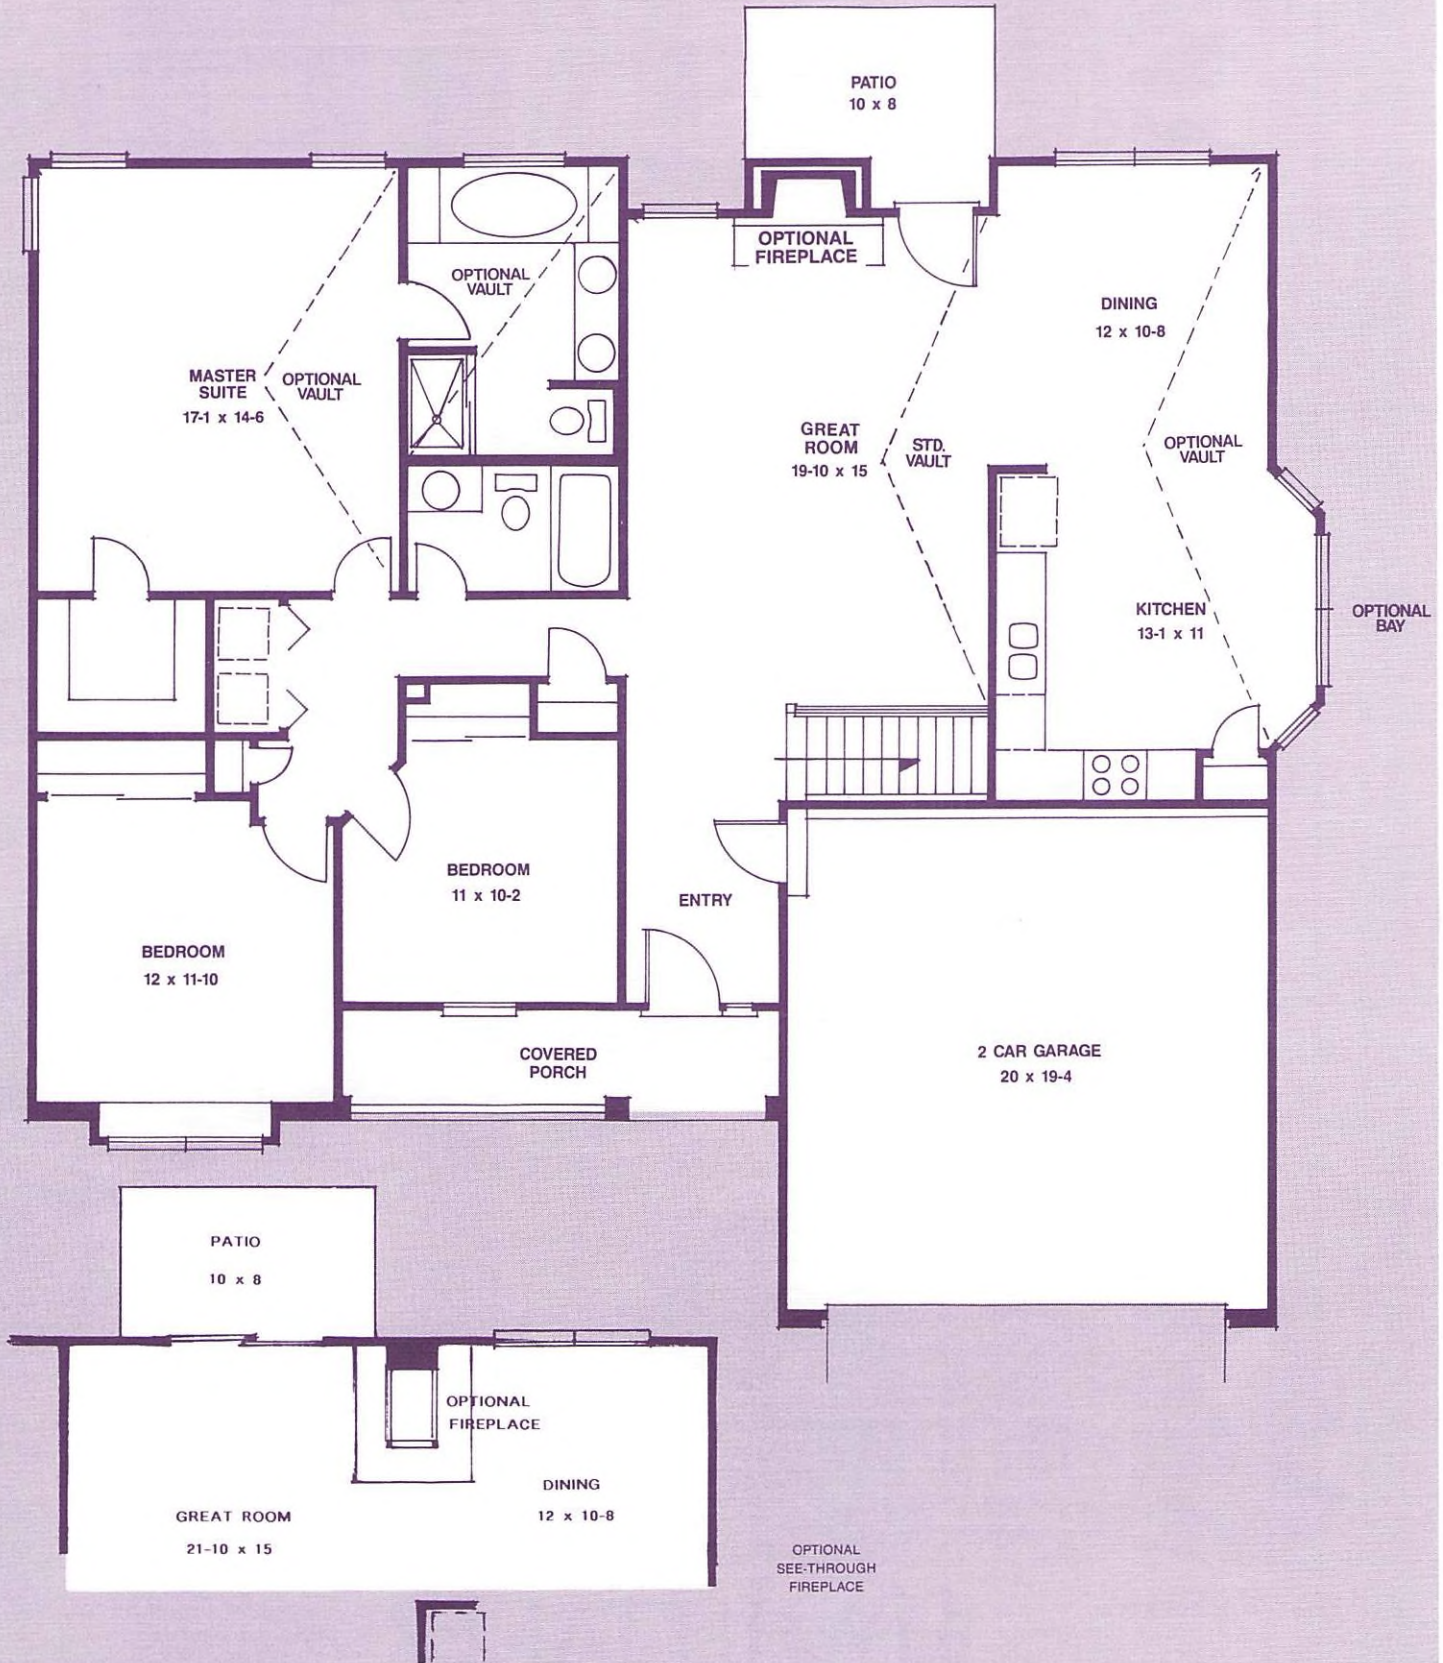 PATIO
10 x 8
OPTIONAL
FIREPLACE
OPTIONAL
VAULT
DINING
12 x 10-8
MASTER
SUITE
17-1 x 14-6
OPTIONAL
VAULT
GREAT
ROOM
19-10 x 15
STD.
VAULT
OPTIONAL
VAULT
KITCHEN
13-1 x 11
OPTIONAL
BAY
BEDROOM
11 x 10-2
ENTRY
BEDROOM
12 x 11-10
COVERED
PORCH
2 CAR GARAGE
20 x 19-4
PATIO
10 x 8
OPTIONAL
FIREPLACE
DINING
12 x 10-8
GREAT ROOM
21-10 x 15
OPTIONAL
SEE-THROUGH
FIREPLACE